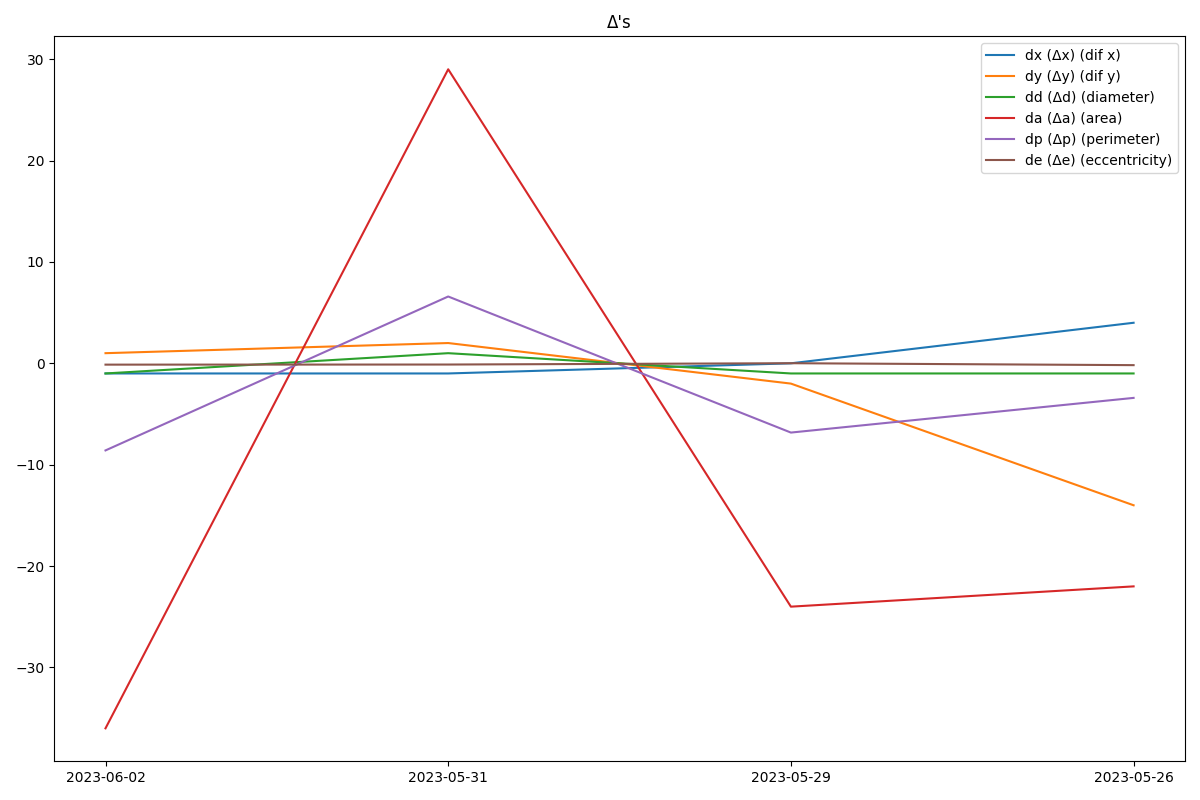 Δ's
dx (Δx) (dif x)
dy (Δy) (dif y)
dd (Δd) (diameter)
da (Δa) (area)
dp (Δp) (perimeter)
de (Δe) (eccentricity)
30
20
10
0
−10
−20
−30
2023-06-02 2023-05-31 2023-05-29 2023-05-26